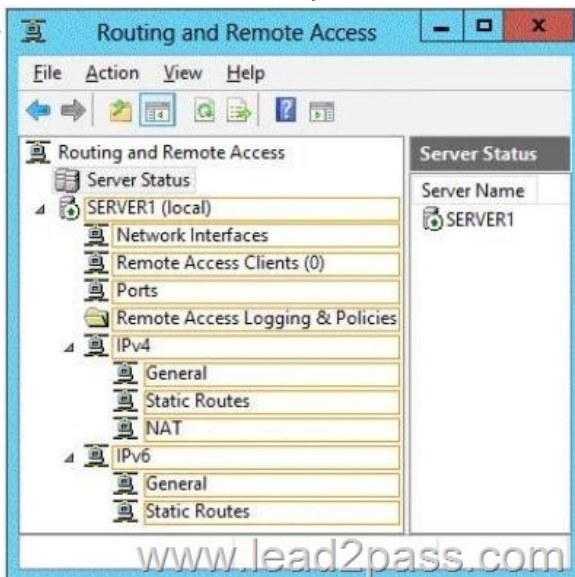 Routing and Remote Access
File Action View Help
Routing and Remote Access
Server Status
SERVER1 (local)
Network Interfaces
Remote Access Clients (0)
Ports
Remote Access Logging & Policies
IPv4
General
Static Routes
NAT
IPv6
General
Static Routes
Server Status
Server Name
SERVER1
www.lead2pass.com